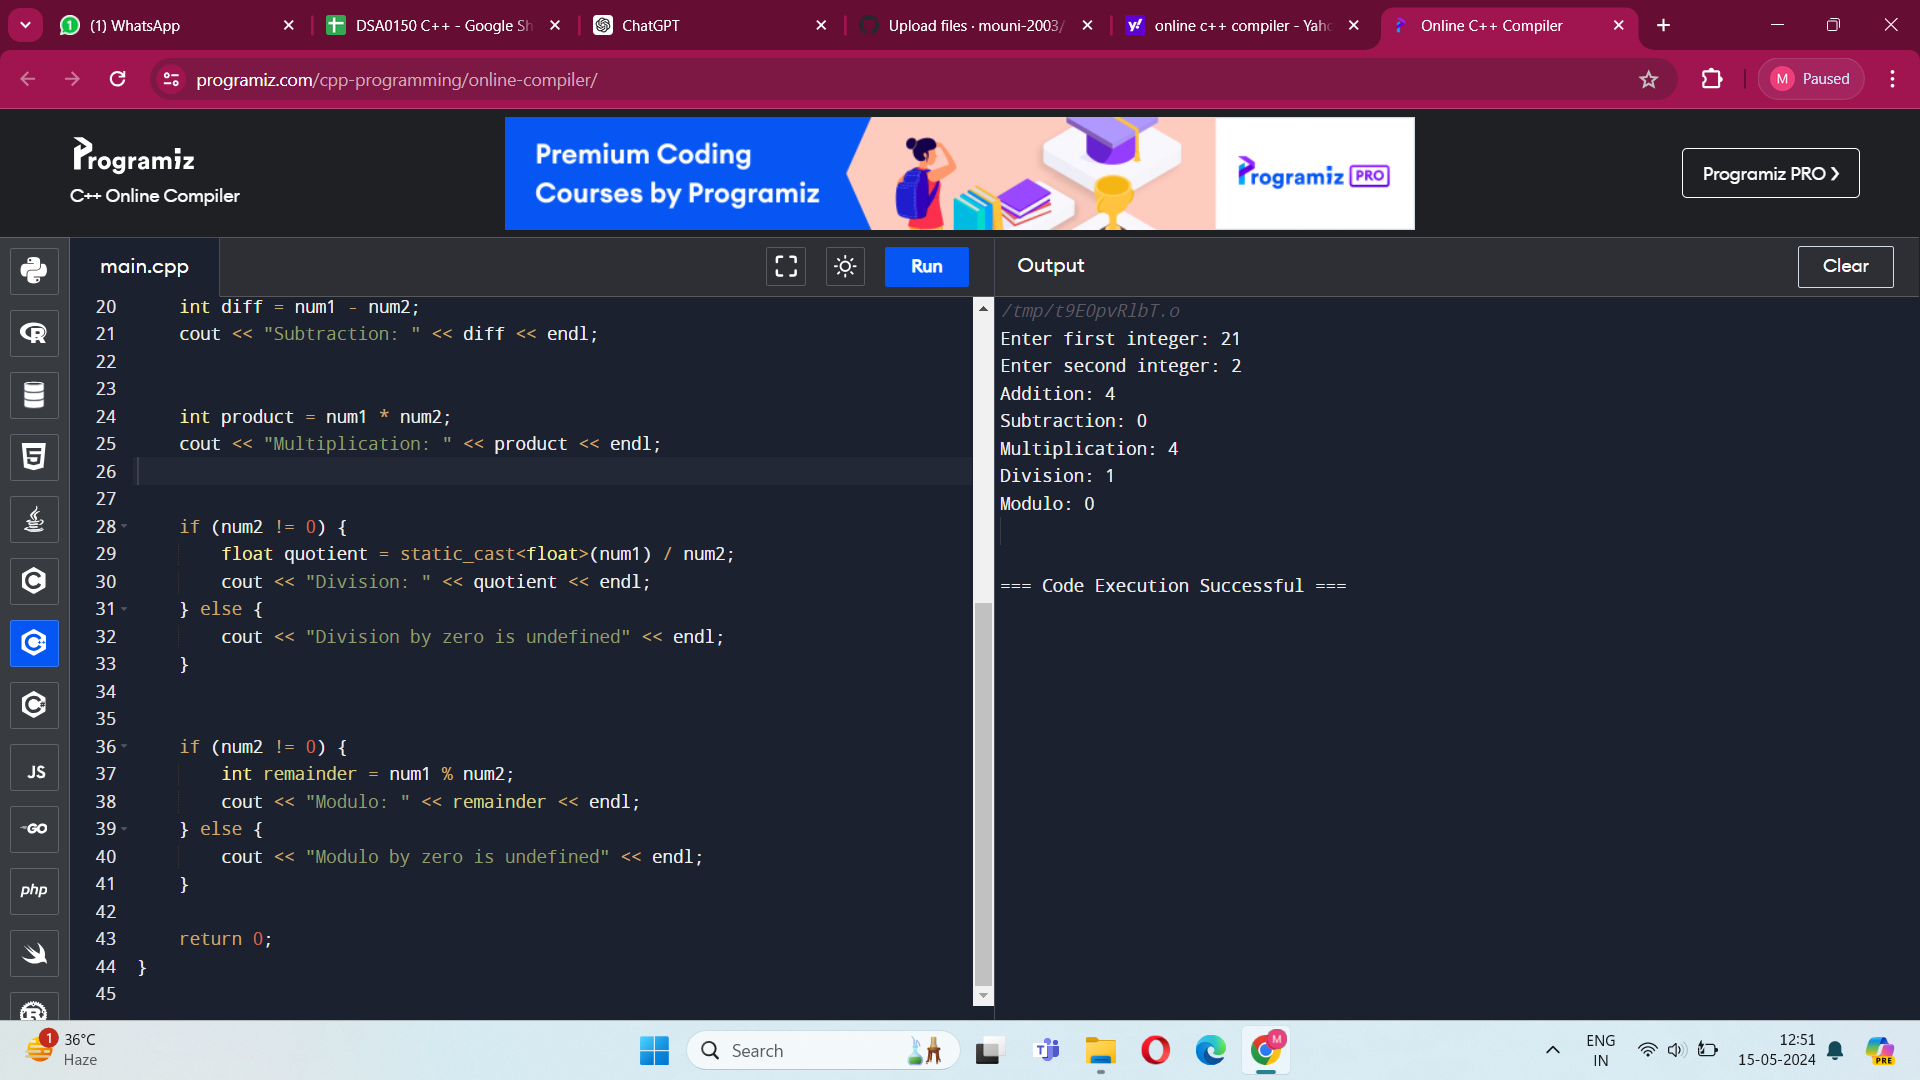 (1) WhatsApp
DSA0150 C++ - Google Sh
ChatGPT
Upload files · mouni-2003/
online c++ compiler - Yaho
Online C++ Compiler
programiz.com/cpp-programming/online-compiler/
M Paused
Programiz
C++ Online Compiler
Premium Coding
Courses by Programiz
Programiz PRO
Programiz PRO ❯
main.cpp
Run
Output
Clear
20 int diff = num1 - num2;
21 cout << "Subtraction: " << diff << endl;
22
23
24 int product = num1 * num2;
25 cout << "Multiplication: " << product << endl;
26
27
28 if (num2 != 0) {
29 float quotient = static_cast<float>(num1) / num2;
30 cout << "Division: " << quotient << endl;
31 } else {
32 cout << "Division by zero is undefined" << endl;
33 }
34
35
36 if (num2 != 0) {
37 int remainder = num1 % num2;
38 cout << "Modulo: " << remainder << endl;
39 } else {
40 cout << "Modulo by zero is undefined" << endl;
41 }
42
43 return 0;
44 }
45
/tmp/t9EOpvRlbT.o
Enter first integer: 21
Enter second integer: 2
Addition: 4
Subtraction: 0
Multiplication: 4
Division: 1
Modulo: 0
=== Code Execution Successful ===
JS
GO
php
1
36°C
Haze
Search
M
ENG
IN
12:51
15-05-2024
PRE